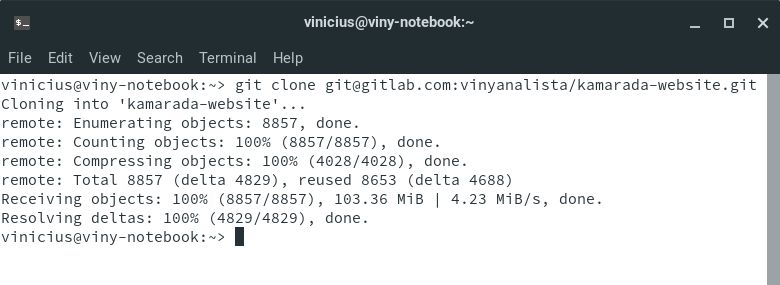 vinicius@viny-notebook:~
File Edit View Search Terminal Help
vinicius@viny-notebook:~> git clone git@gitlab.com:vinyanalista/kamarada-website.git
Cloning into 'kamarada-website'...
remote: Enumerating objects: 8857, done.
remote: Counting objects: 100% (8857/8857), done.
remote: Compressing objects: 100% (4028/4028), done.
remote: Total 8857 (delta 4829), reused 8653 (delta 4688)
Receiving objects: 100% (8857/8857), 103.36 MiB | 4.23 MiB/s, done.
Resolving deltas: 100% (4829/4829), done.
vinicius@viny-notebook:~>